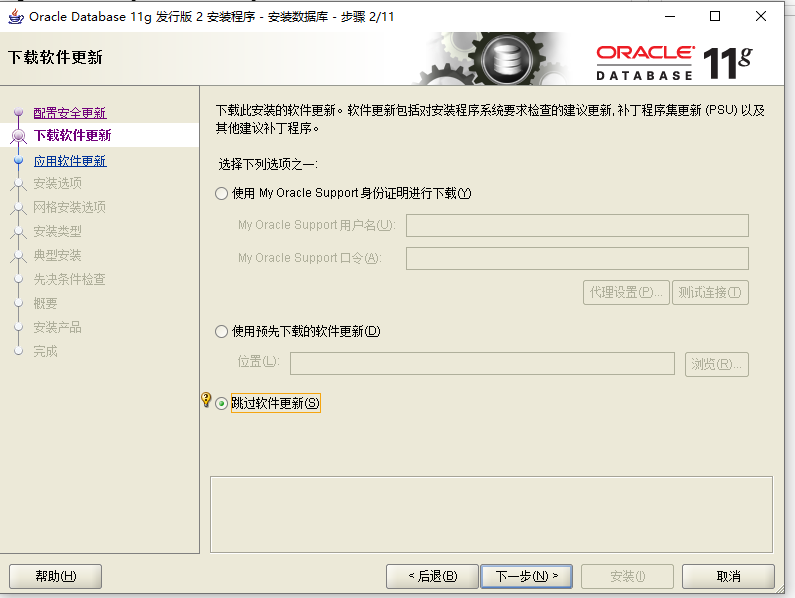 Oracle Database 11g 发行版 2 安装程序 - 安装数据库 - 步骤 2/11
下载软件更新
ORACLE
DATABASE 11g
配置安全更新
下载软件更新
应用软件更新
安装选项
网格安装选项
安装类型
典型安装
先决条件检查
概要
安装产品
完成
下载此安装的软件更新。软件更新包括对安装程序系统要求检查的建议更新, 补丁程序集更新 (PSU) 以及
其他建议补丁程序。
选择下列选项之一:
使用 My Oracle Support 身份证明进行下载(Y)
My Oracle Support 用户名(U):
My Oracle Support 口令(A):
代理设置(P)... 测试连接(T)
使用预先下载的软件更新(D)
位置(L): 浏览(R)...
跳过软件更新(S)
帮助(H) < 后退(B) 下一步(N) > 安装(I) 取消